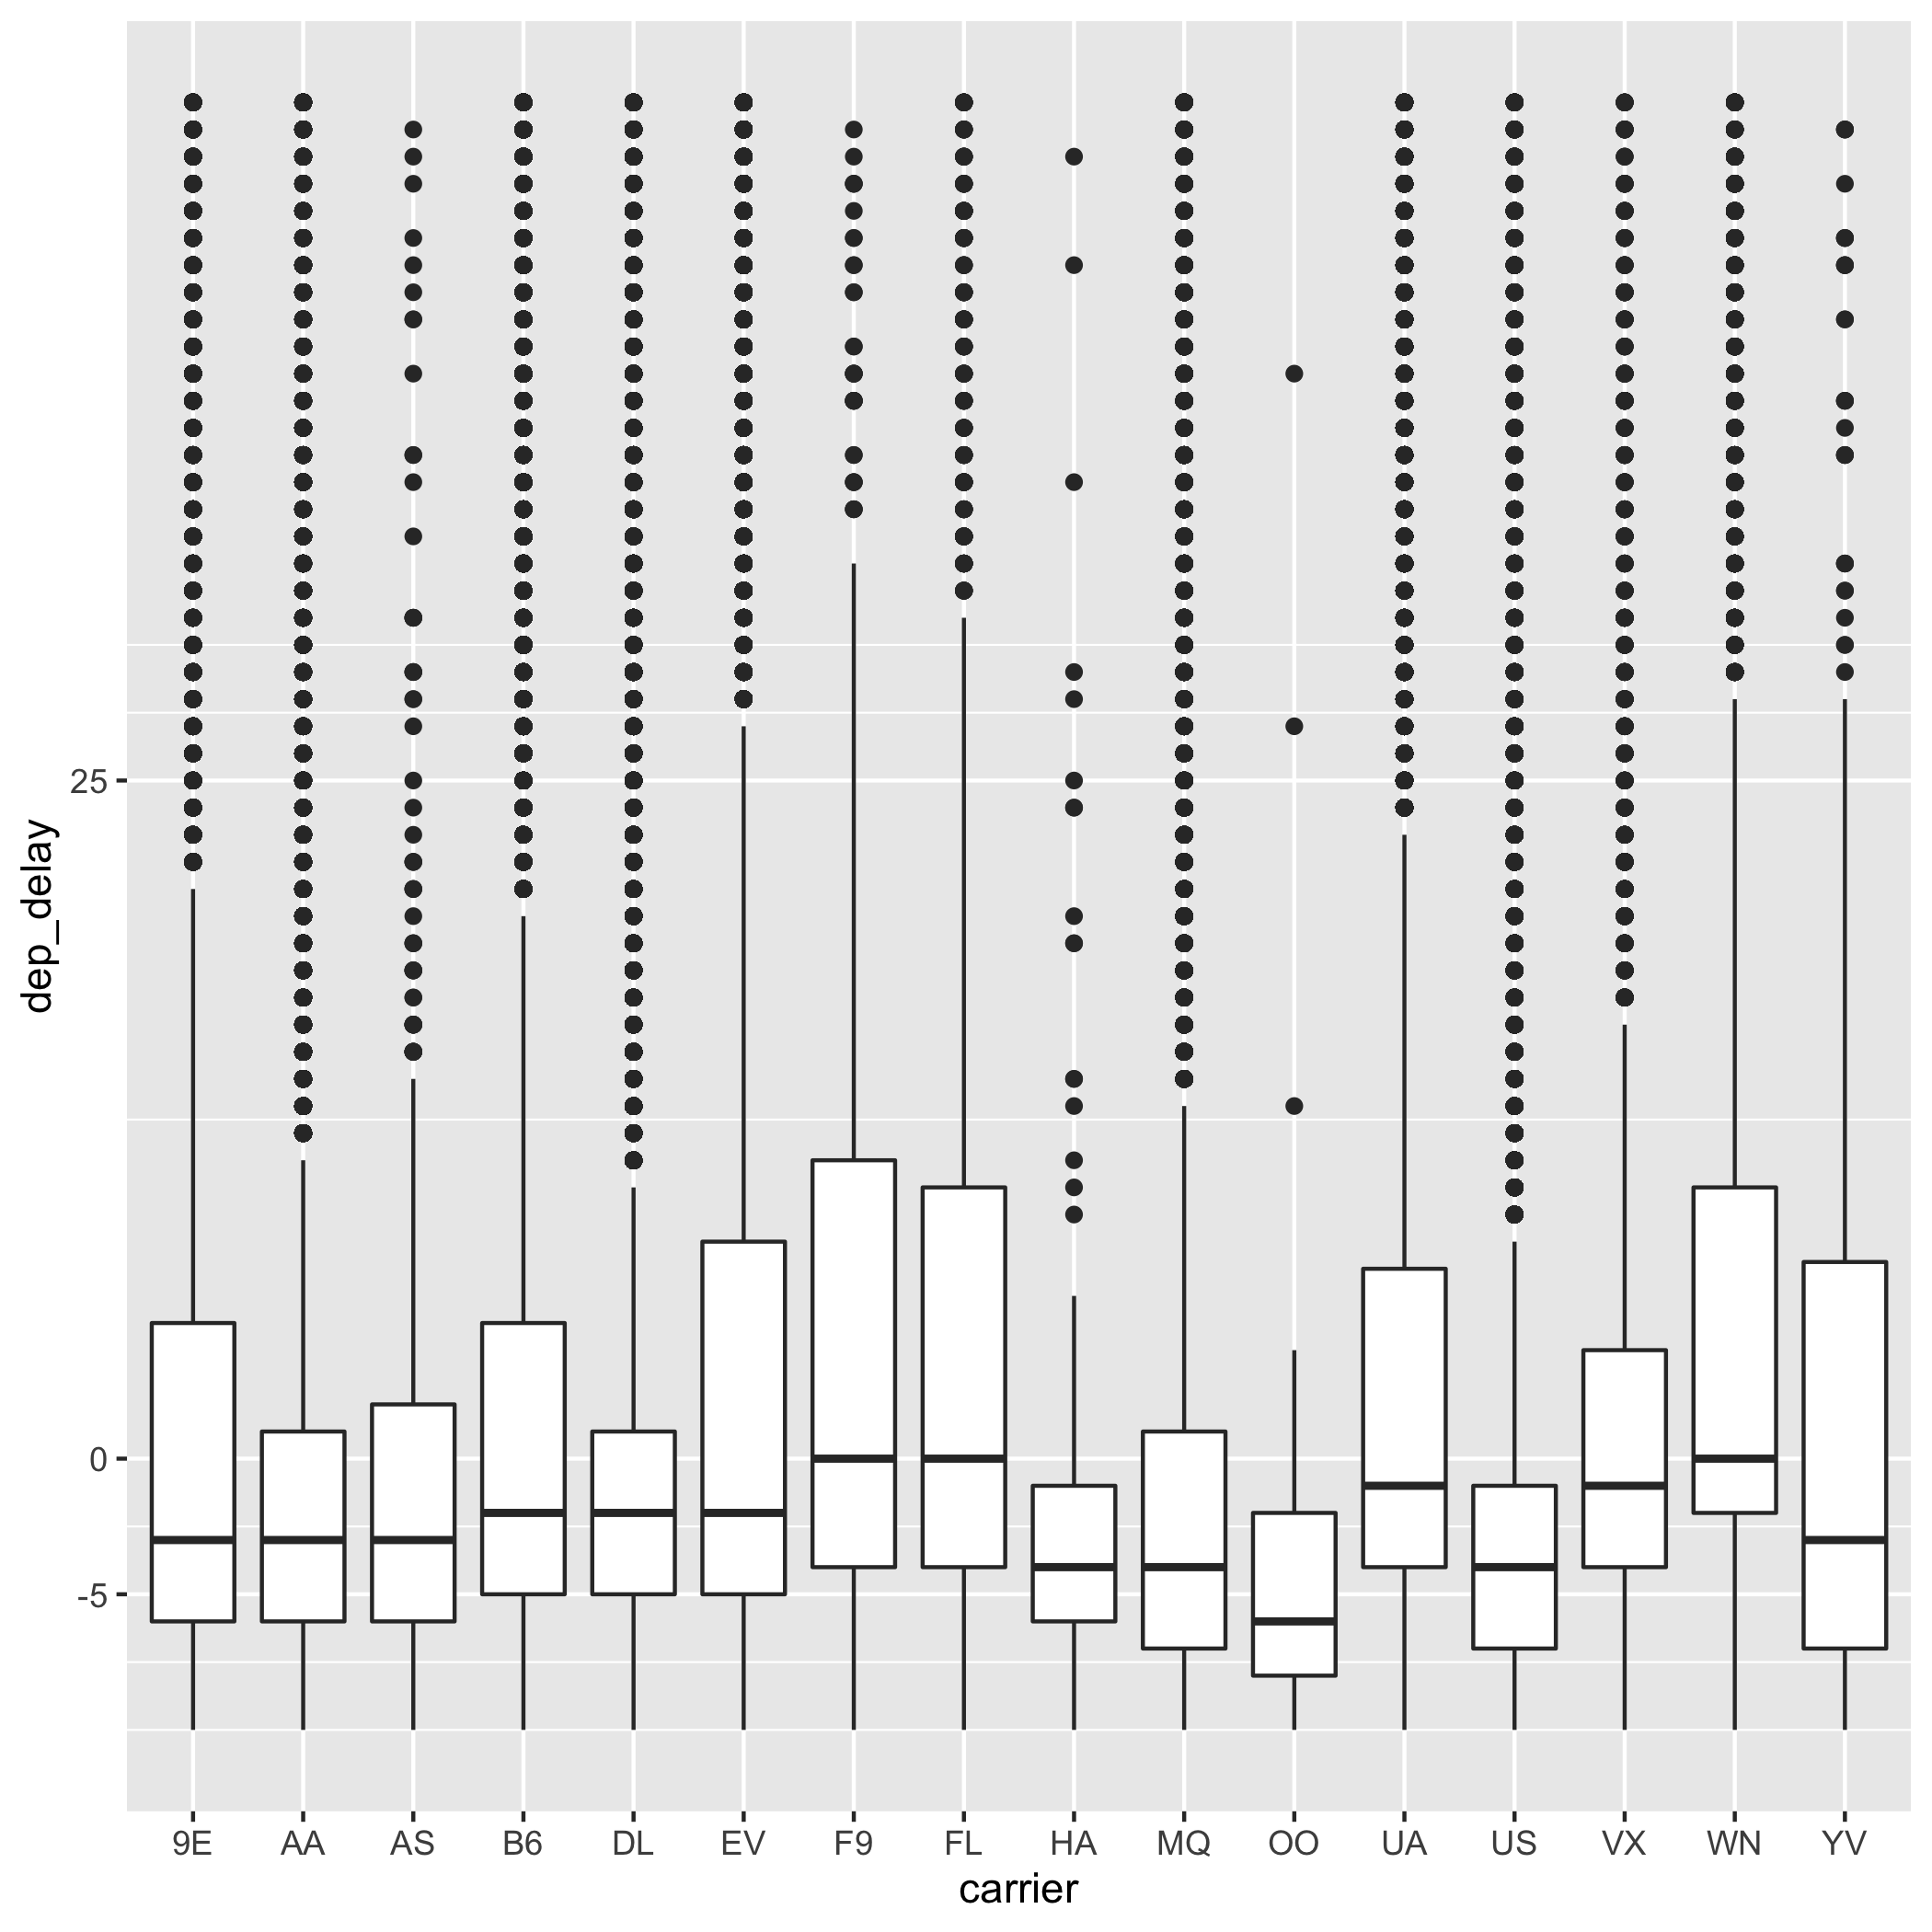 25
0
-5
dep_delay
9E AA AS B6 DL EV F9 FL HA MQ OO UA US VX WN YV
carrier